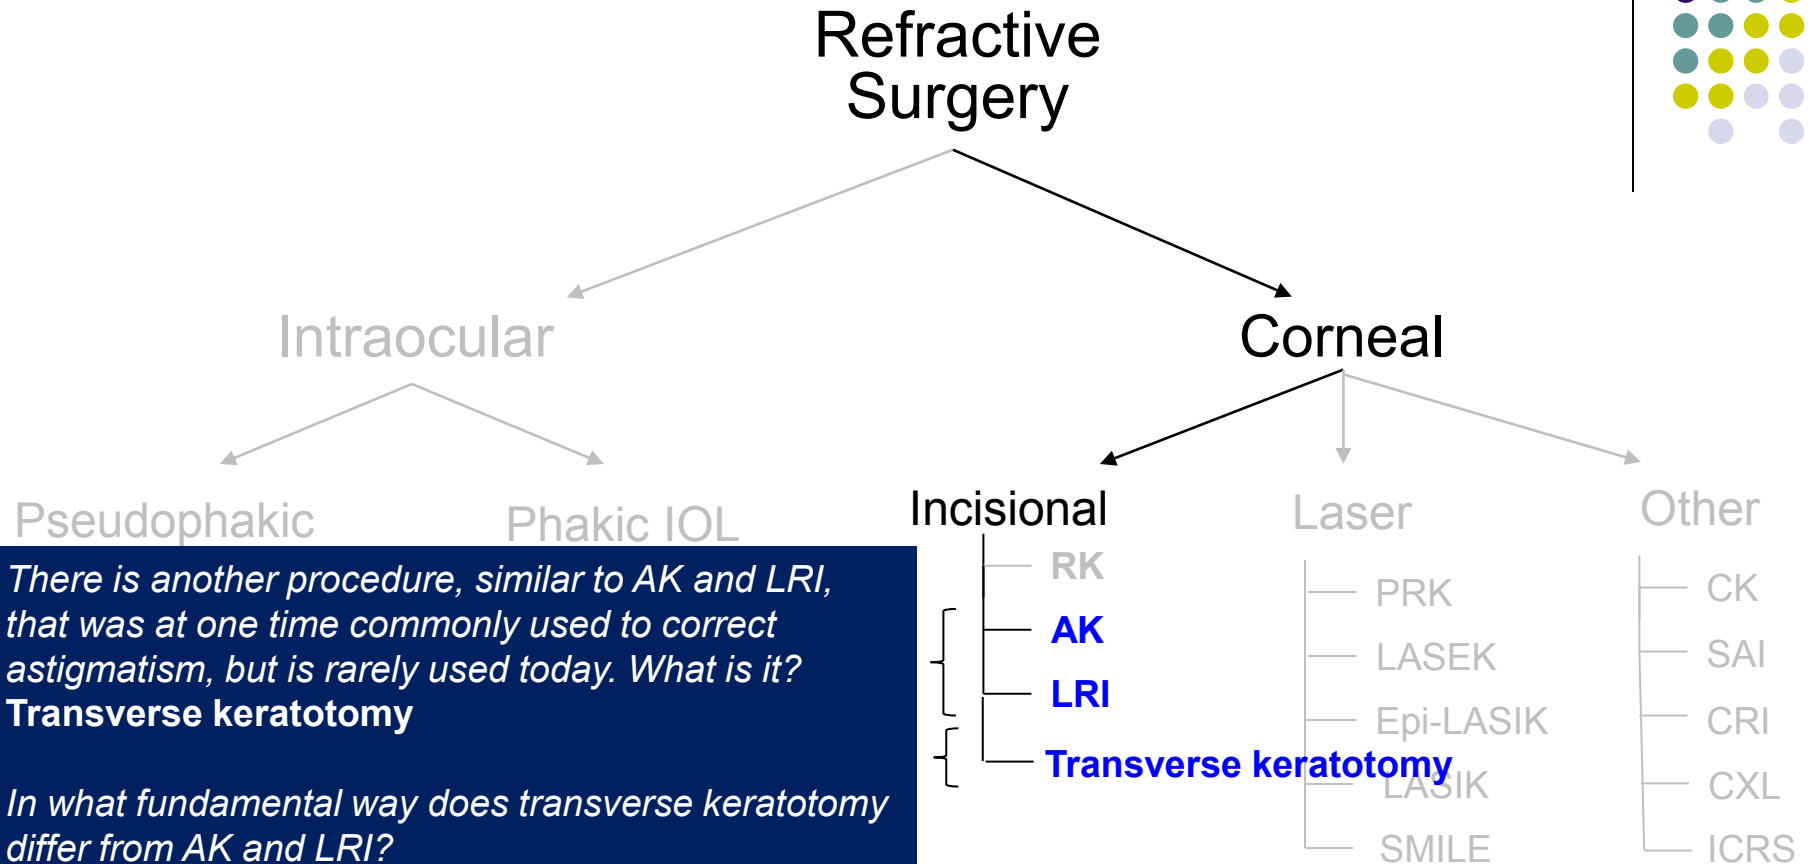 Refractive
Surgery
Intraocular
Corneal
Pseudophakic
Phakic IOL
Incisional
Laser
Other
RK
AK
LRI
Transverse keratotomy
PRK
LASEK
Epi-LASIK
LASIK
SMILE
CK
SAI
CRI
CXL
ICRS
There is another procedure, similar to AK and LRI,
that was at one time commonly used to correct
astigmatism, but is rarely used today. What is it?
Transverse keratotomy
In what fundamental way does transverse keratotomy
differ from AK and LRI?